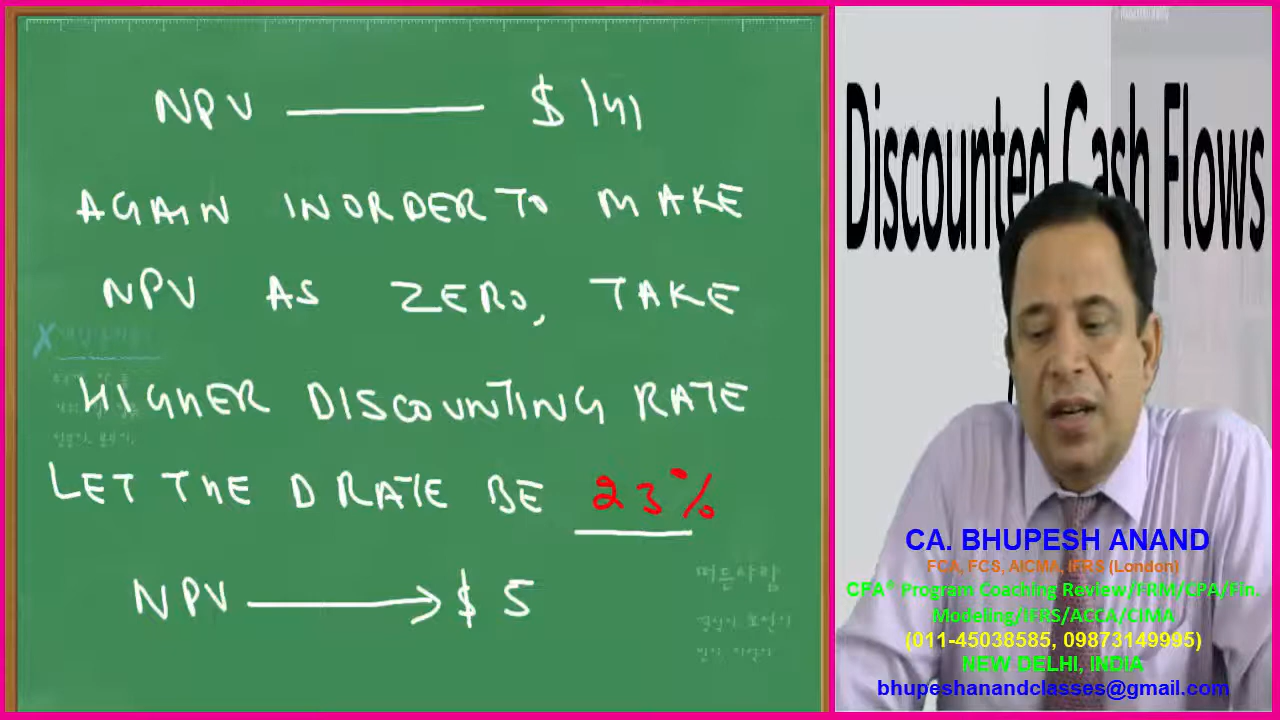 NPV — $ 141
AGAIN INORDER TO MAKE
NPV AS ZERO, TAKE
HIGHER DISCOUNTING RATE
LET THE D RATE BE 23%
NPV → $ 5
Discounted Cash Flows
CA. BHUPESH ANAND
FCA, FCS, AICMA, IFRS (London)
CFA® Program Coaching Review/FRM/CPA/Fin.
Modeling/IFRS/ACCA/CIMA
(011-45038585, 09873149995)
NEW DELHI, INDIA
bhupeshanandclasses@gmail.com